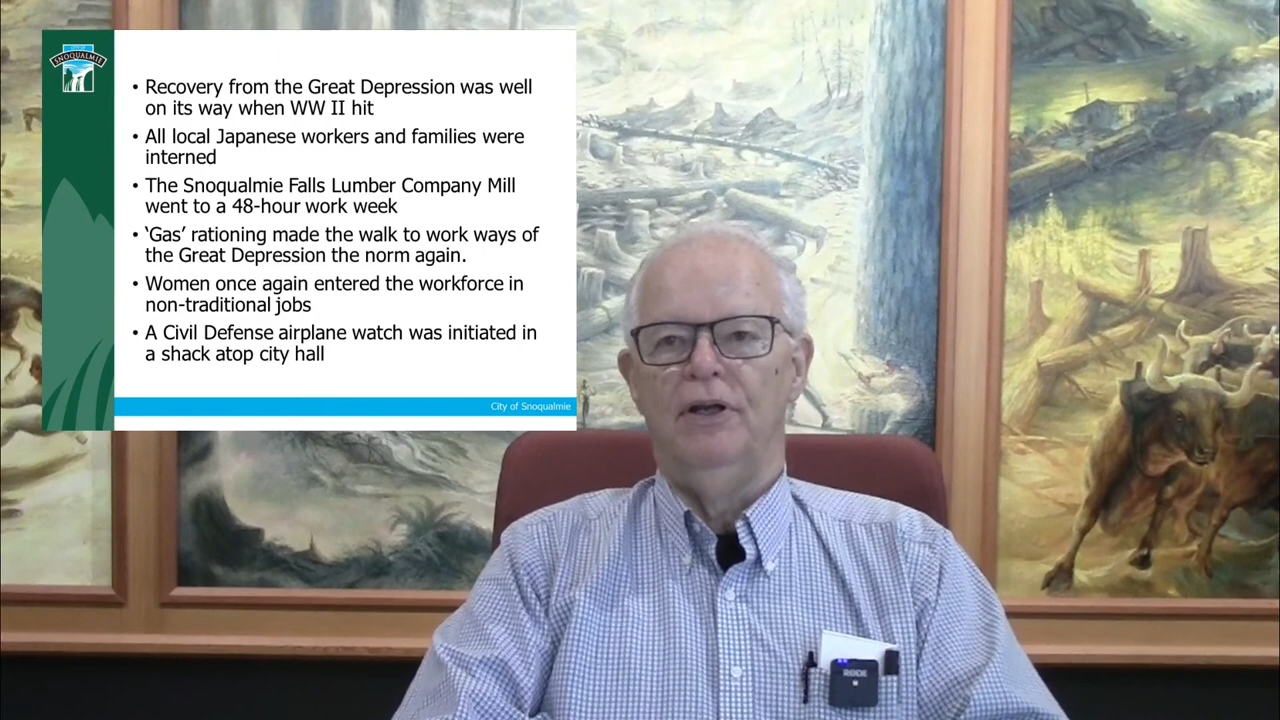 CITY OF
SNOQUALMIE
• Recovery from the Great Depression was well
on its way when WW II hit
• All local Japanese workers and families were
interned
• The Snoqualmie Falls Lumber Company Mill
went to a 48-hour work week
• ‘Gas’ rationing made the walk to work ways of
the Great Depression the norm again.
• Women once again entered the workforce in
non-traditional jobs
• A Civil Defense airplane watch was initiated in
a shack atop city hall
City of Snoqualmie
RODE